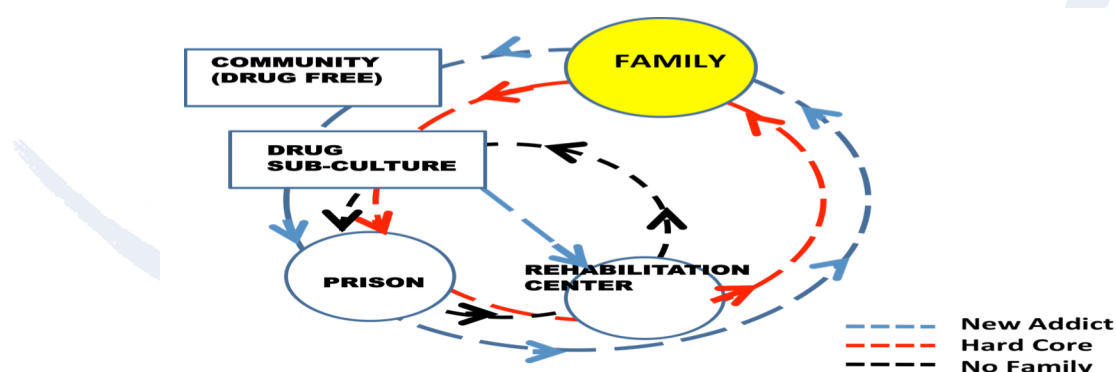 COMMUNITY
(DRUG FREE)
FAMILY
DRUG
SUB-CULTURE
PRISON
REHABILITATION
CENTER
New Addict
Hard Core
No Family